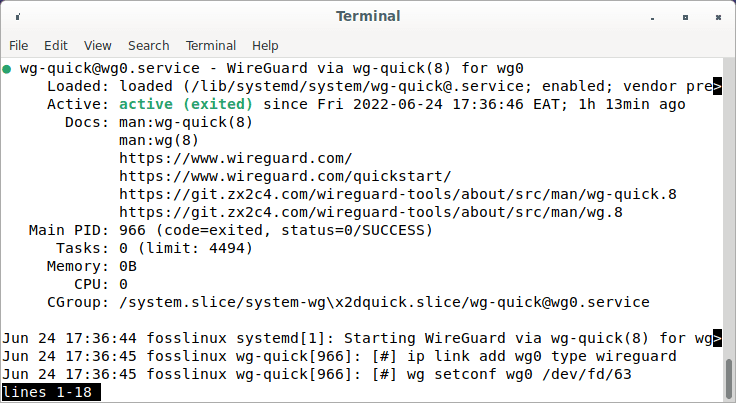 Terminal
File Edit View Search Terminal Help
● wg-quick@wg0.service - WireGuard via wg-quick(8) for wg0
Loaded: loaded (/lib/systemd/system/wg-quick@.service; enabled; vendor pre>
Active: active (exited) since Fri 2022-06-24 17:36:46 EAT; 1h 13min ago
Docs: man:wg-quick(8)
man:wg(8)
https://www.wireguard.com/
https://www.wireguard.com/quickstart/
https://git.zx2c4.com/wireguard-tools/about/src/man/wg-quick.8
https://git.zx2c4.com/wireguard-tools/about/src/man/wg.8
Main PID: 966 (code=exited, status=0/SUCCESS)
Tasks: 0 (limit: 4494)
Memory: 0B
CPU: 0
CGroup: /system.slice/system-wg\x2dquick.slice/wg-quick@wg0.service
Jun 24 17:36:44 fosslinux systemd[1]: Starting WireGuard via wg-quick(8) for wg>
Jun 24 17:36:45 fosslinux wg-quick[966]: [#] ip link add wg0 type wireguard
Jun 24 17:36:45 fosslinux wg-quick[966]: [#] wg setconf wg0 /dev/fd/63
lines 1-18